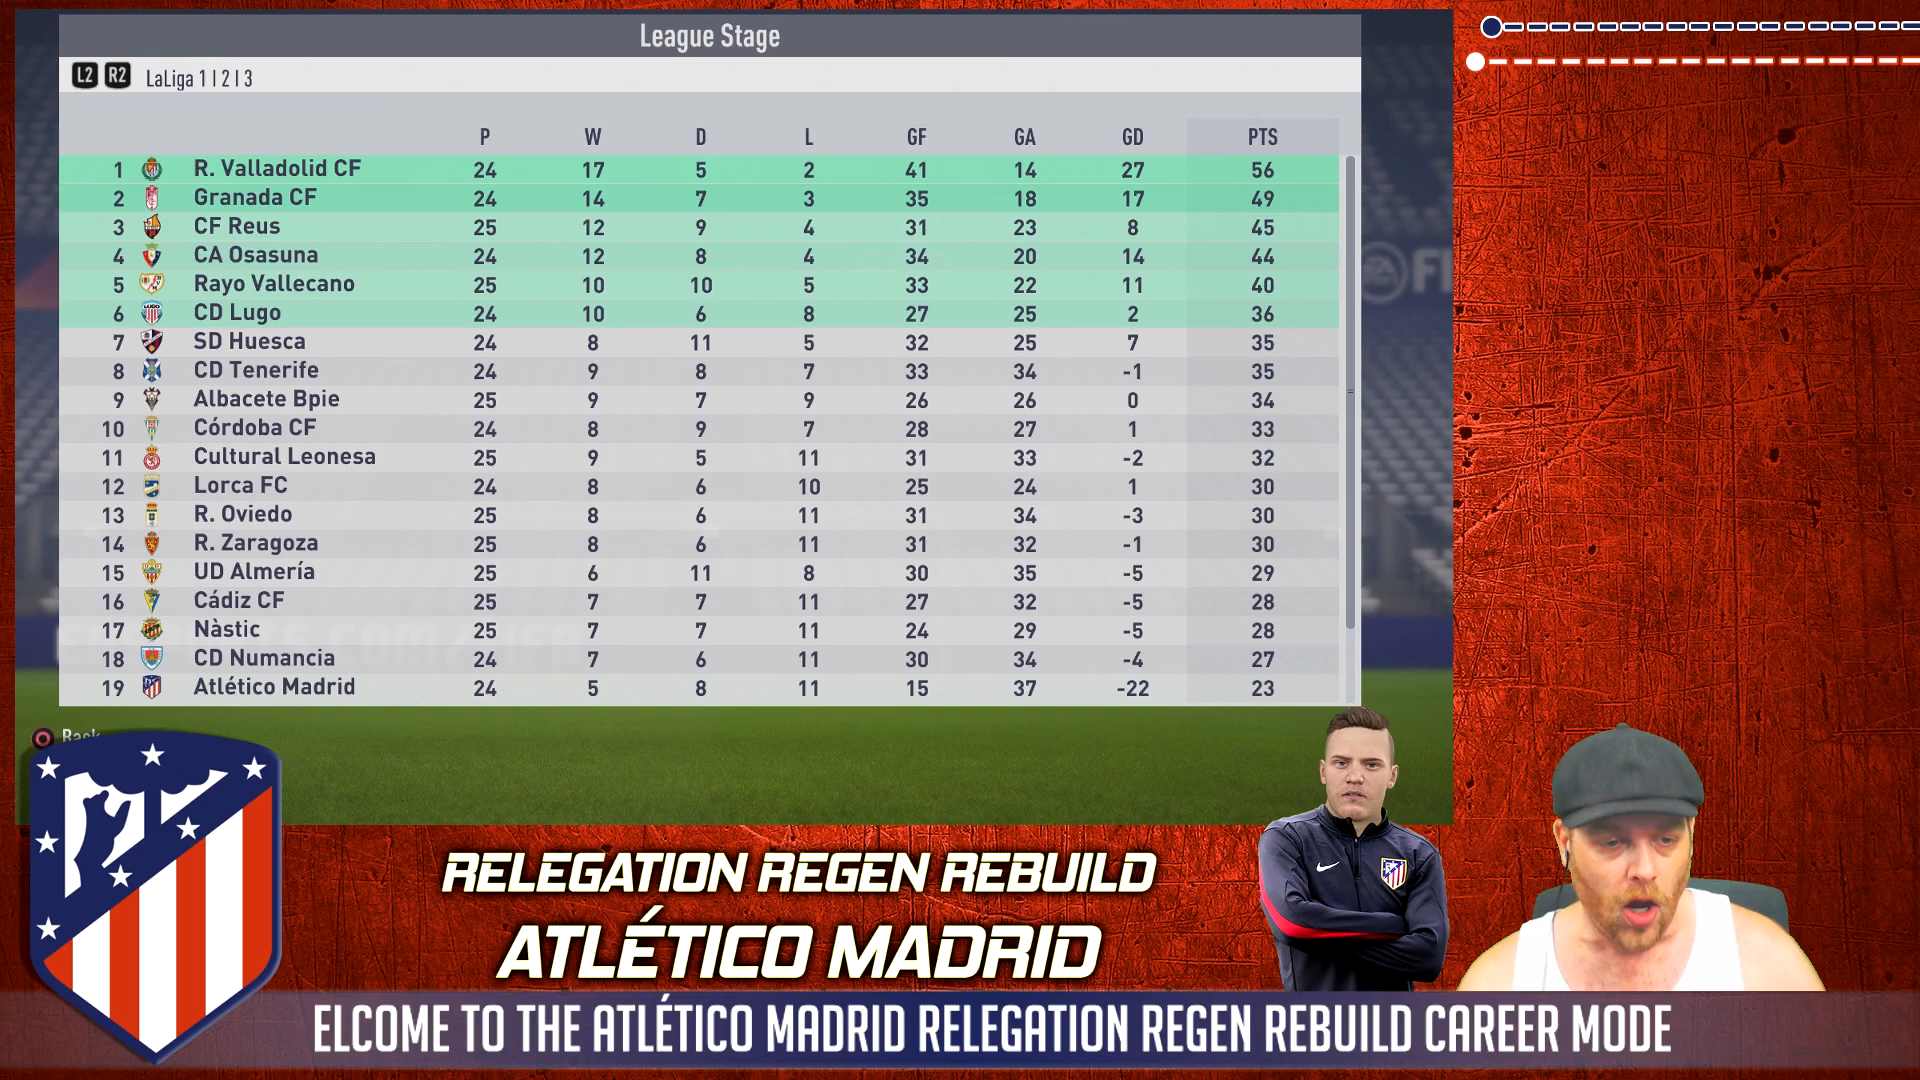 League Stage
L2 R2 LaLiga 1 | 2 | 3
P W D L GF GA GD PTS
1 R. Valladolid CF 24 17 5 2 41 14 27 56
2 Granada CF 24 14 7 3 35 18 17 49
3 CF Reus 25 12 9 4 31 23 8 45
4 CA Osasuna 24 12 8 4 34 20 14 44
5 Rayo Vallecano 25 10 10 5 33 22 11 40
6 CD Lugo 24 10 6 8 27 25 2 36
7 SD Huesca 24 8 11 5 32 25 7 35
8 CD Tenerife 24 9 8 7 33 34 -1 35
9 Albacete Bpie 25 9 7 9 26 26 0 34
10 Córdoba CF 24 8 9 7 28 27 1 33
11 Cultural Leonesa 25 9 5 11 31 33 -2 32
12 Lorca FC 24 8 6 10 25 24 1 30
13 R. Oviedo 25 8 6 11 31 34 -3 30
14 R. Zaragoza 25 8 6 11 31 32 -1 30
15 UD Almería 25 6 11 8 30 35 -5 29
16 Cádiz CF 25 7 7 11 27 32 -5 28
17 Nàstic 25 7 7 11 24 29 -5 28
18 CD Numancia 24 7 6 11 30 34 -4 27
19 Atlético Madrid 24 5 8 11 15 37 -22 23
Back
RELEGATION REGEN REBUILD
ATLÉTICO MADRID
ELCOME TO THE ATLÉTICO MADRID RELEGATION REGEN REBUILD CAREER MODE